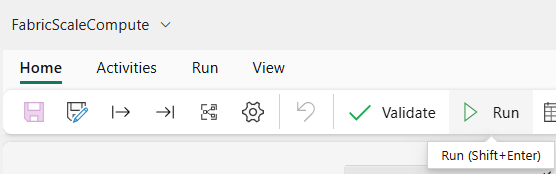 FabricScaleCompute
Home Activities Run View
Validate Run
Run (Shift+Enter)